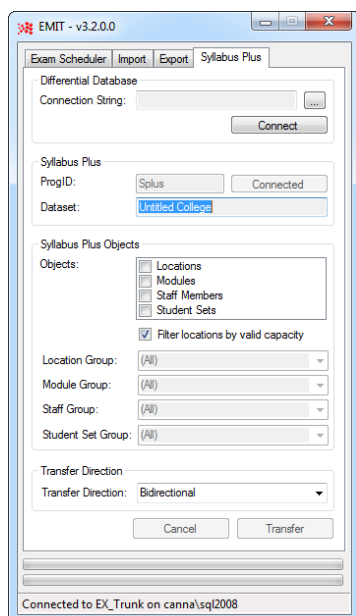 EMIT - v3.2.0.0
Exam Scheduler Import Export Syllabus Plus
Differential Database
Connection String: ...
Connect
Syllabus Plus
ProgID: Splus Connected
Dataset: Untitled College
Syllabus Plus Objects
Objects: Locations
Modules
Staff Members
Student Sets
Filter locations by valid capacity
Location Group: (All)
Module Group: (All)
Staff Group: (All)
Student Set Group: (All)
Transfer Direction
Transfer Direction: Bidirectional
Cancel Transfer
Connected to EX_Trunk on canna\sql2008